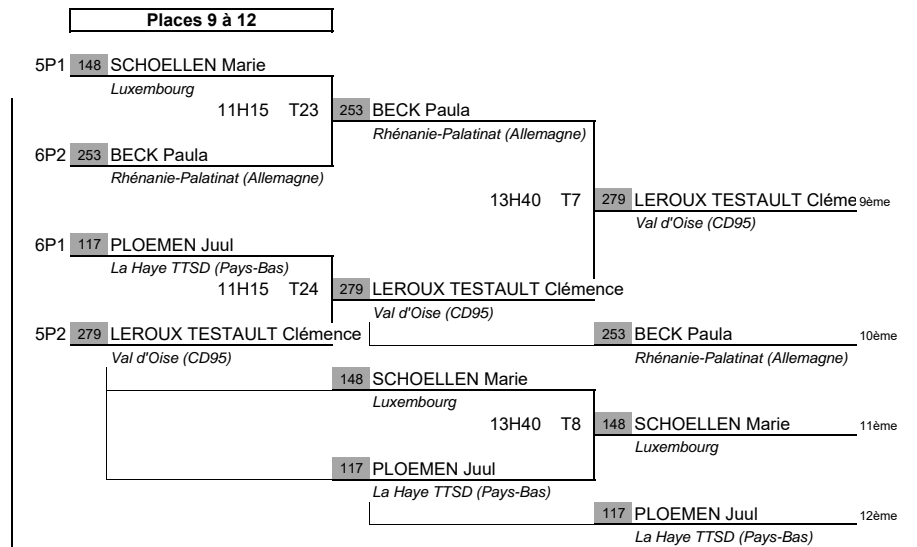 Places 9 à 12
5P1 148 SCHOELLEN Marie
Luxembourg
11H15 T23 253 BECK Paula
Rhénanie-Palatinat (Allemagne)
6P2 253 BECK Paula
Rhénanie-Palatinat (Allemagne)
13H40 T7 279 LEROUX TESTAULT Cléme 9ème
Val d'Oise (CD95)
6P1 117 PLOEMEN Juul
La Haye TTSD (Pays-Bas)
11H15 T24 279 LEROUX TESTAULT Clémence
Val d'Oise (CD95)
5P2 279 LEROUX TESTAULT Clémence 253 BECK Paula 10ème
Val d'Oise (CD95) Rhénanie-Palatinat (Allemagne)
148 SCHOELLEN Marie
Luxembourg
13H40 T8 148 SCHOELLEN Marie 11ème
Luxembourg
117 PLOEMEN Juul
La Haye TTSD (Pays-Bas)
117 PLOEMEN Juul 12ème
La Haye TTSD (Pays-Bas)